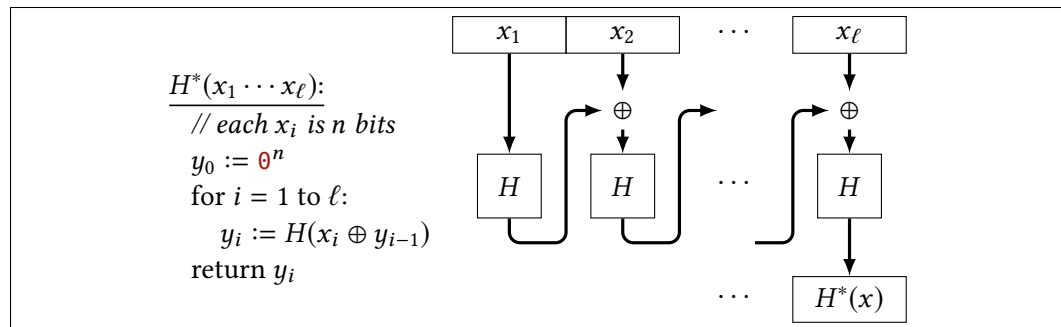 H*(x₁ ⋯ xℓ):
// each xᵢ is n bits
y₀ := 0ⁿ
for i = 1 to ℓ:
yᵢ := H(xᵢ ⊕ yᵢ₋₁)
return yᵢ
x₁ x₂ ⋯ xℓ
⊕ ⊕
H H ⋯ H
⋯ H*(x)